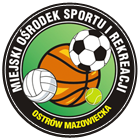 MIEJSKI OŚRODEK SPORTU I REKREACJI
OSTRÓW MAZOWIECKA